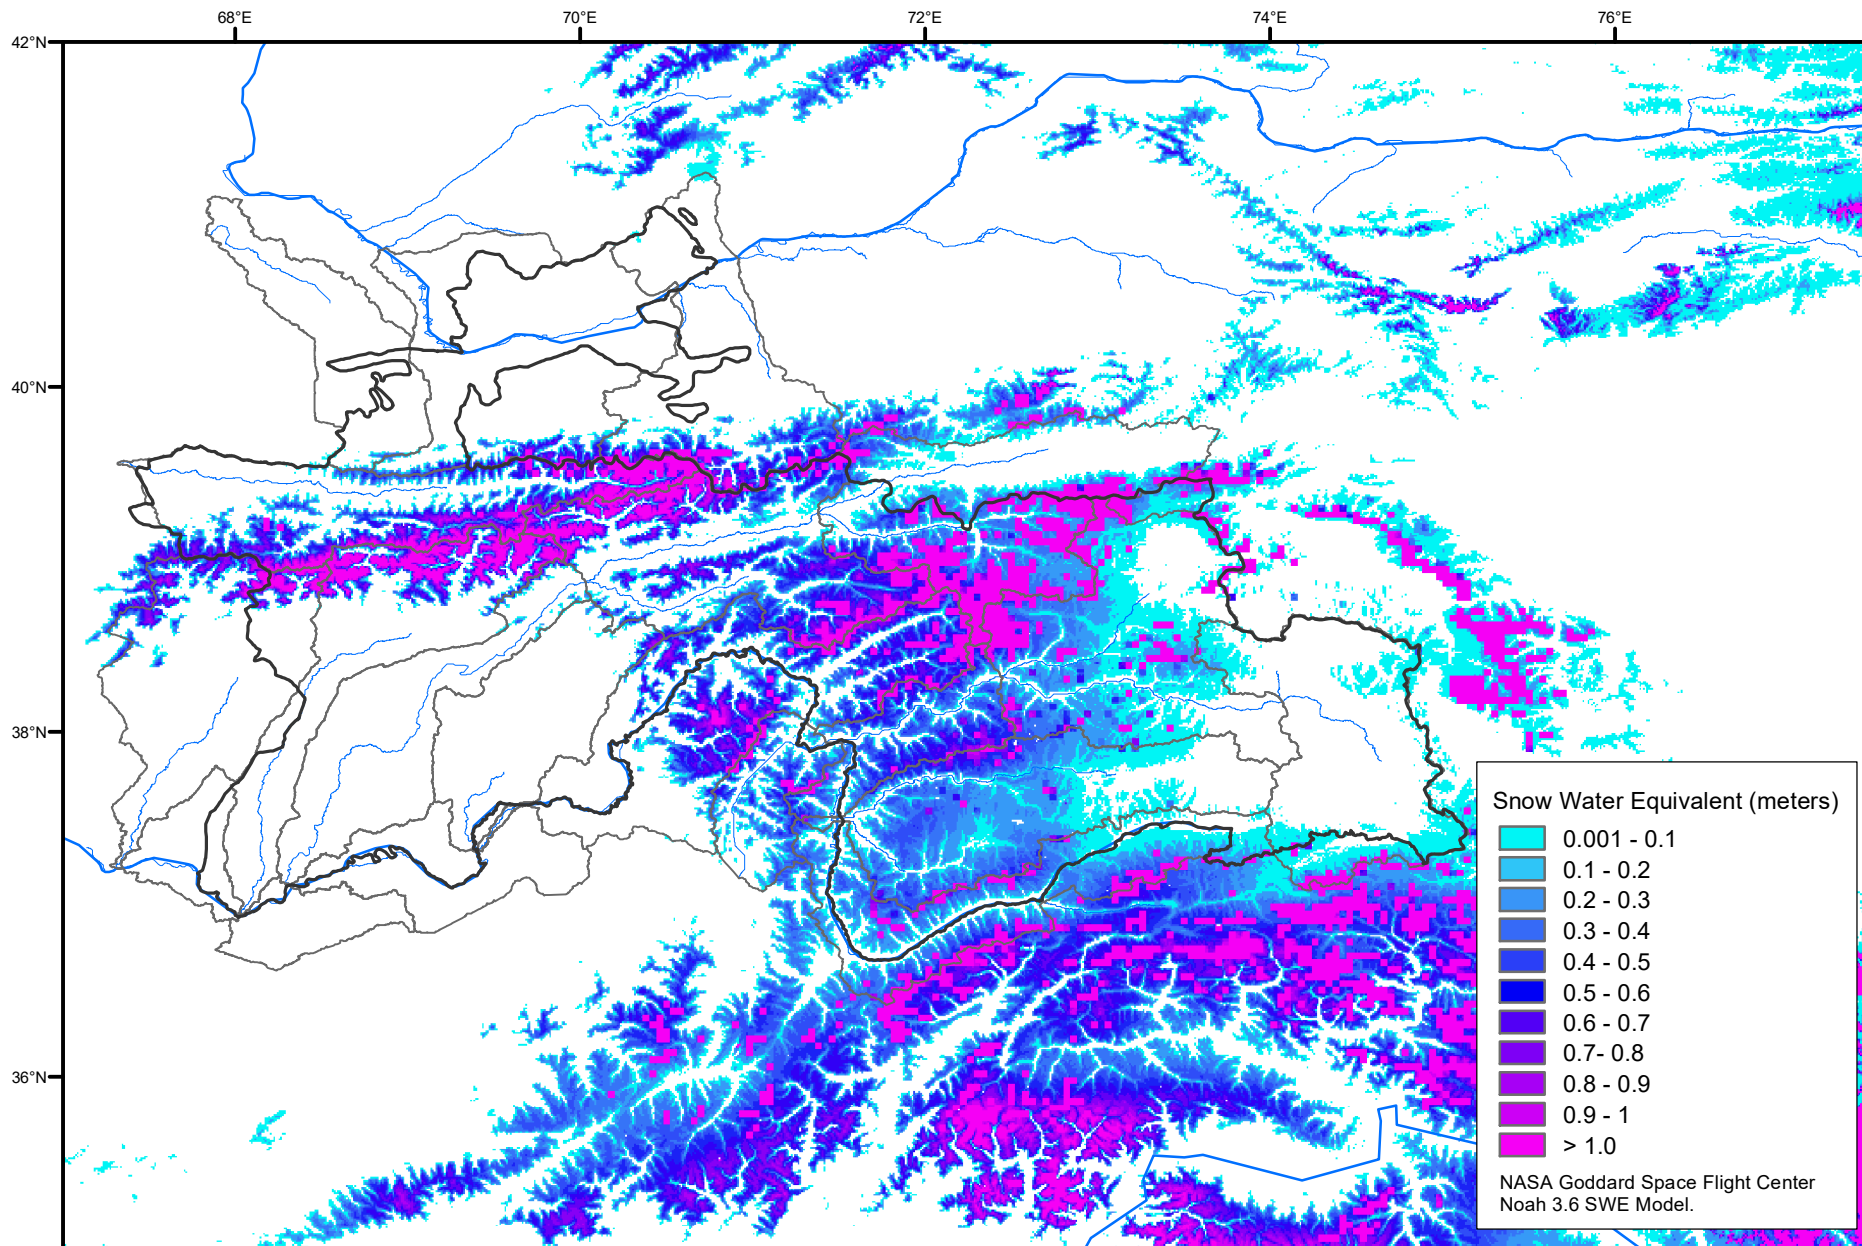 68°E
70°E
72°E
74°E
76°E
42°N
40°N
38°N
36°N
Snow Water Equivalent (meters)
0.001 - 0.1
0.1 - 0.2
0.2 - 0.3
0.3 - 0.4
0.4 - 0.5
0.5 - 0.6
0.6 - 0.7
0.7- 0.8
0.8 - 0.9
0.9 - 1
> 1.0
NASA Goddard Space Flight Center
Noah 3.6 SWE Model.